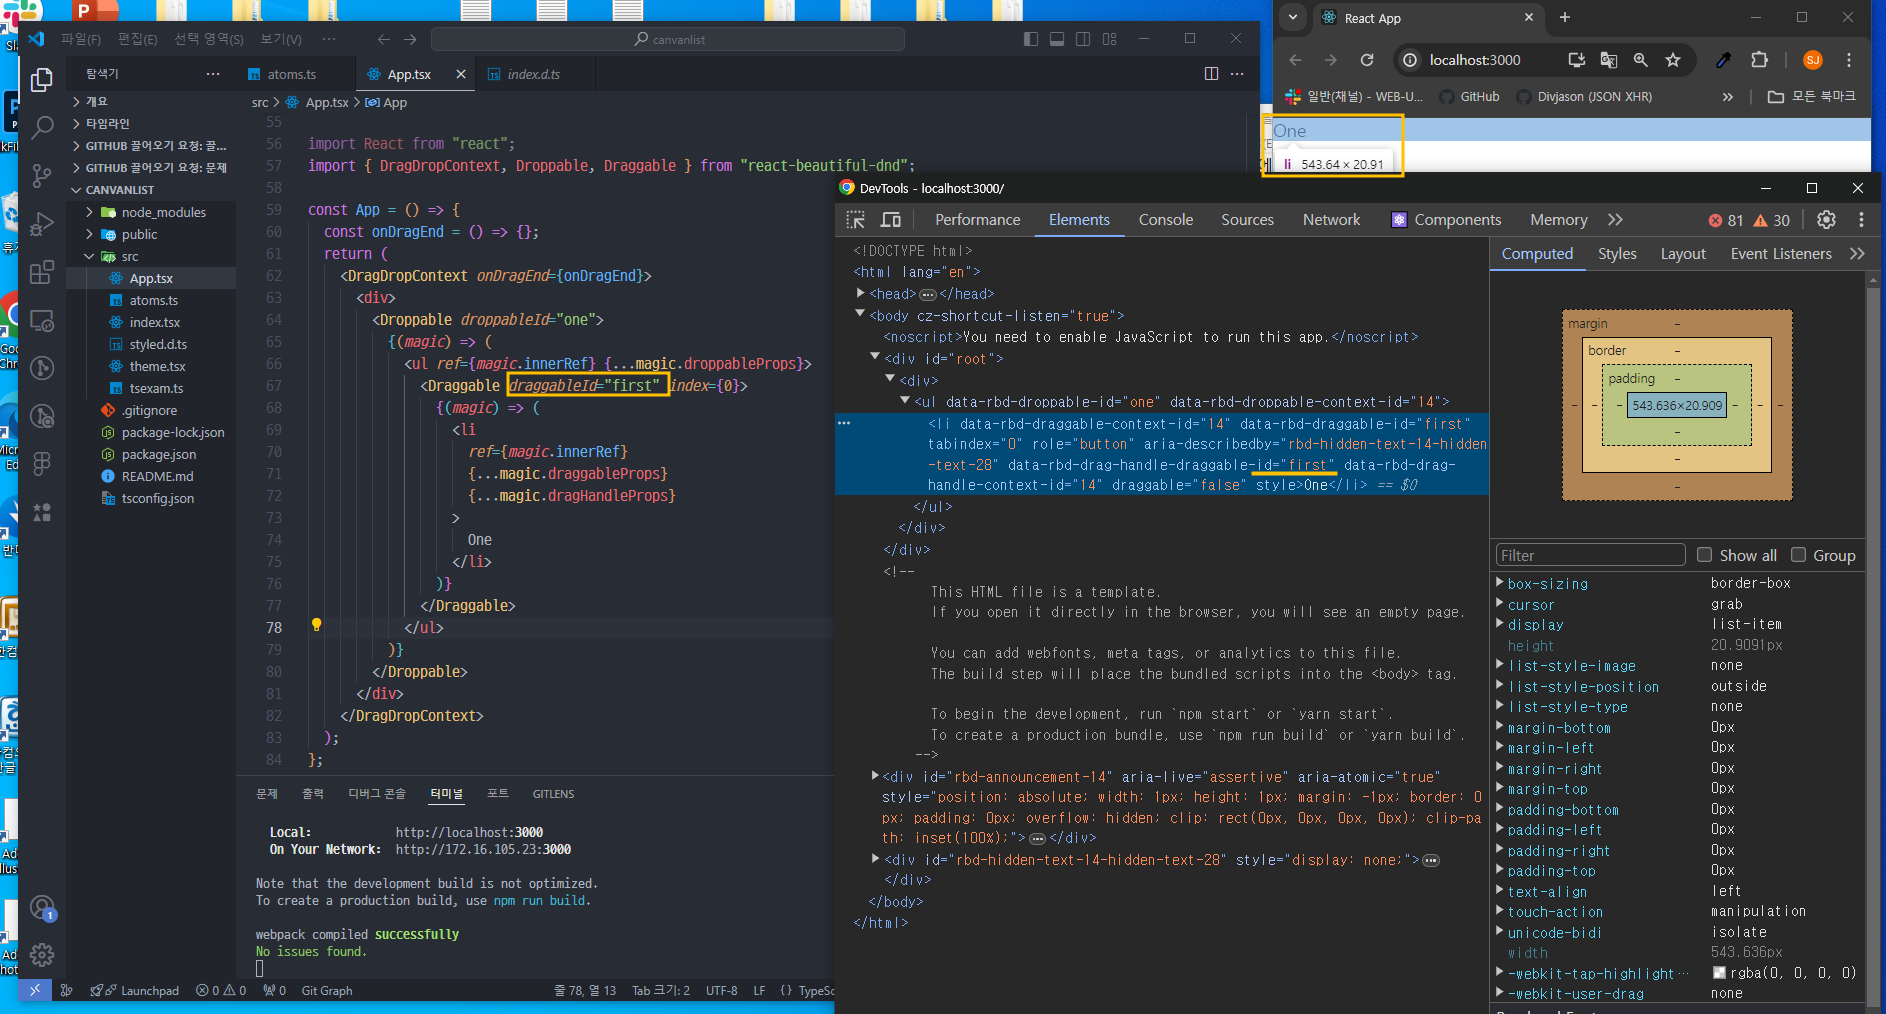 파일(F) 편집(E) 선택 영역(S) 보기(V) ··· canvanlist
탐색기 ···
개요
타임라인
GITHUB 끌어오기 요청: 끌...
GITHUB 끌어오기 요청: 문제
CANVANLIST
node_modules
public
src
App.tsx
atoms.ts
index.tsx
styled.d.ts
theme.tsx
tsexam.ts
.gitignore
package-lock.json
package.json
README.md
tsconfig.json
atoms.ts App.tsx index.d.ts
src > App.tsx > App
55
56 import React from "react";
57 import { DragDropContext, Droppable, Draggable } from "react-beautiful-dnd";
58
59 const App = () => {
60 const onDragEnd = () => {};
61 return (
62 <DragDropContext onDragEnd={onDragEnd}>
63 <div>
64 <Droppable droppableId="one">
65 {(magic) => (
66 <ul ref={magic.innerRef} {...magic.droppableProps}>
67 <Draggable draggableId="first" index={0}>
68 {(magic) => (
69 <li
70 ref={magic.innerRef}
71 {...magic.draggableProps}
72 {...magic.dragHandleProps}
73 >
74 One
75 </li>
76 )}
77 </Draggable>
78 </ul>
79 )}
80 </Droppable>
81 </div>
82 </DragDropContext>
83 );
84 };
문제 출력 디버그 콘솔 터미널 포트 GITLENS
Local: http://localhost:3000
On Your Network: http://172.16.105.23:3000
Note that the development build is not optimized.
To create a production build, use npm run build.
webpack compiled successfully
No issues found.
Launchpad 0 0 0 Git Graph 줄 78, 열 13 Tab 크기: 2 UTF-8 LF {} TypeSc
React App
localhost:3000 SJ
일반(채널) - WEB-U... GitHub Divjason (JSON XHR) » 모든 북마크
One
li 543.64 × 20.91
DevTools - localhost:3000/
Performance Elements Console Sources Network Components Memory 81 30
<!DOCTYPE html>
<html lang="en">
<head>···</head>
<body cz-shortcut-listen="true">
<noscript>You need to enable JavaScript to run this app.</noscript>
<div id="root">
<div>
<ul data-rbd-droppable-id="one" data-rbd-droppable-context-id="14">
··· <li data-rbd-draggable-context-id="14" data-rbd-draggable-id="first"
tabindex="0" role="button" aria-describedby="rbd-hidden-text-14-hidden
-text-28" data-rbd-drag-handle-draggable-id="first" data-rbd-drag-
handle-context-id="14" draggable="false" style>One</li> == $0
</ul>
</div>
</div>
<!--
This HTML file is a template.
If you open it directly in the browser, you will see an empty page.
You can add webfonts, meta tags, or analytics to this file.
The build step will place the bundled scripts into the <body> tag.
To begin the development, run `npm start` or `yarn start`.
To create a production bundle, use `npm run build` or `yarn build`.
-->
<div id="rbd-announcement-14" aria-live="assertive" aria-atomic="true"
style="position: absolute; width: 1px; height: 1px; margin: -1px; border: 0
px; padding: 0px; overflow: hidden; clip: rect(0px, 0px, 0px, 0px); clip-pa
th: inset(100%);">···</div>
<div id="rbd-hidden-text-14-hidden-text-28" style="display: none;">···
</div>
</body>
</html>
Computed Styles Layout Event Listeners
margin -
border -
padding -
- - - 543.636×20.909 - - -
-
-
-
Filter Show all Group
box-sizing border-box
cursor grab
display list-item
height 20.9091px
list-style-image none
list-style-position outside
list-style-type none
margin-bottom 0px
margin-left 0px
margin-right 0px
margin-top 0px
padding-bottom 0px
padding-left 0px
padding-right 0px
padding-top 0px
text-align left
touch-action manipulation
unicode-bidi isolate
width 543.636px
-webkit-tap-highlight··· rgba(0, 0, 0, 0)
-webkit-user-drag none